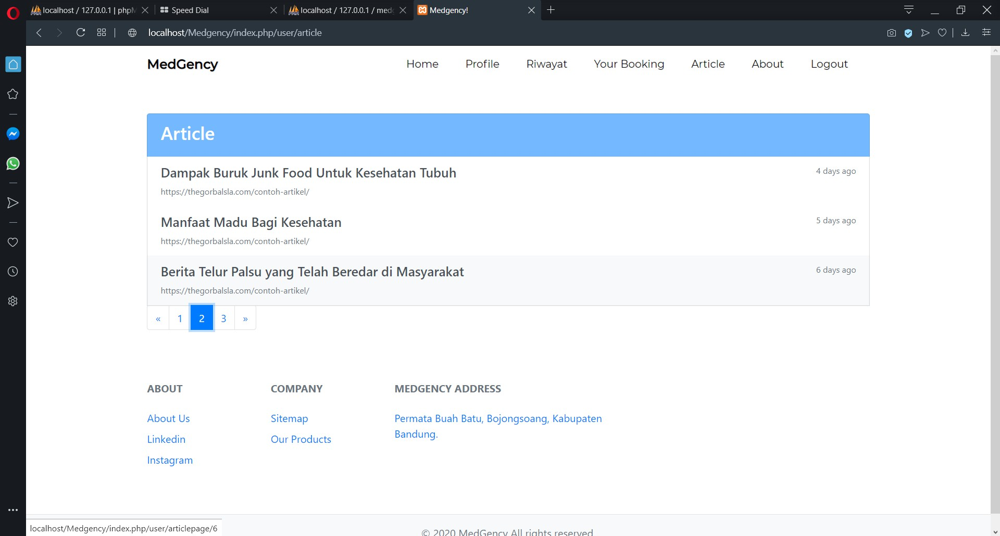 localhost / 127.0.0.1 | phpM
Speed Dial
localhost / 127.0.0.1 / med
Medgency!
localhost/Medgency/index.php/user/article
MedGency
Home
Profile
Riwayat
Your Booking
Article
About
Logout
Article
Dampak Buruk Junk Food Untuk Kesehatan Tubuh
4 days ago
https://thegorbalsla.com/contoh-artikel/
Manfaat Madu Bagi Kesehatan
5 days ago
https://thegorbalsla.com/contoh-artikel/
Berita Telur Palsu yang Telah Beredar di Masyarakat
6 days ago
https://thegorbalsla.com/contoh-artikel/
« 1 2 3 »
ABOUT
About Us
Linkedin
Instagram
COMPANY
Sitemap
Our Products
MEDGENCY ADDRESS
Permata Buah Batu, Bojongsoang, Kabupaten
Bandung.
localhost/Medgency/index.php/user/articlepage/6
© 2020 MedGency All rights reserved